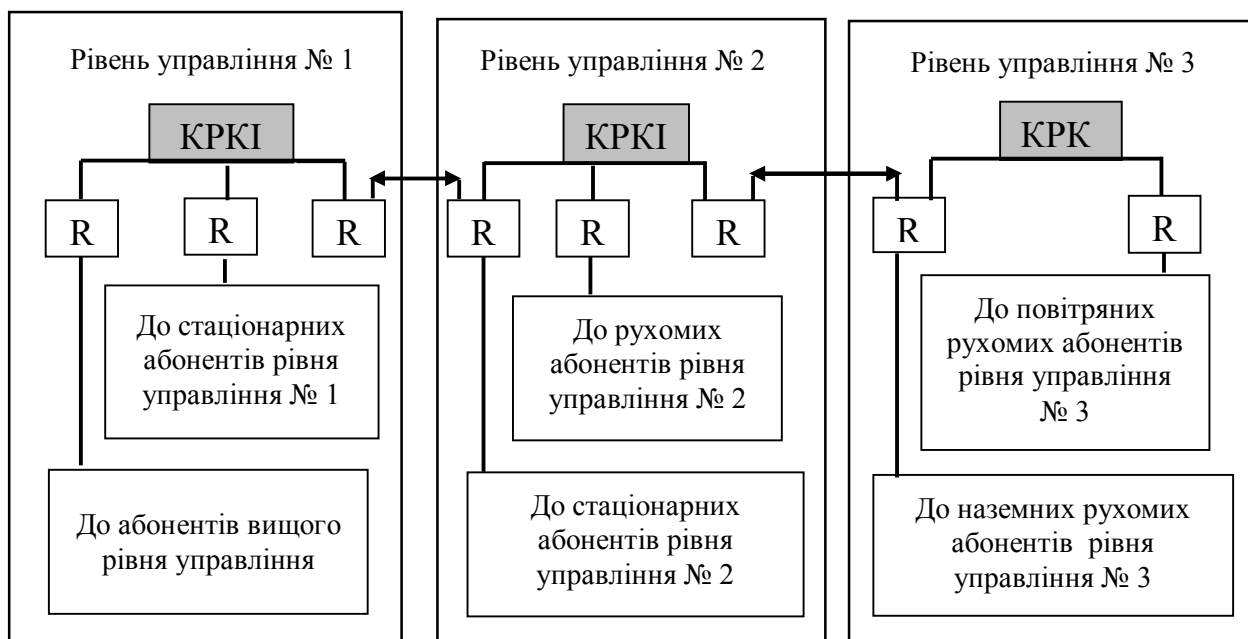 Рівень управління № 1
КРКІ
R
R
R
До стаціонарних
абонентів рівня
управління № 1
До абонентів вищого
рівня управління
Рівень управління № 2
КРКІ
R
R
R
До рухомих
абонентів рівня
управління № 2
До стаціонарних
абонентів рівня
управління № 2
Рівень управління № 3
КРК
R
R
До повітряних
рухомих абонентів
рівня управління
№ 3
До наземних рухомих
абонентів рівня
управління № 3